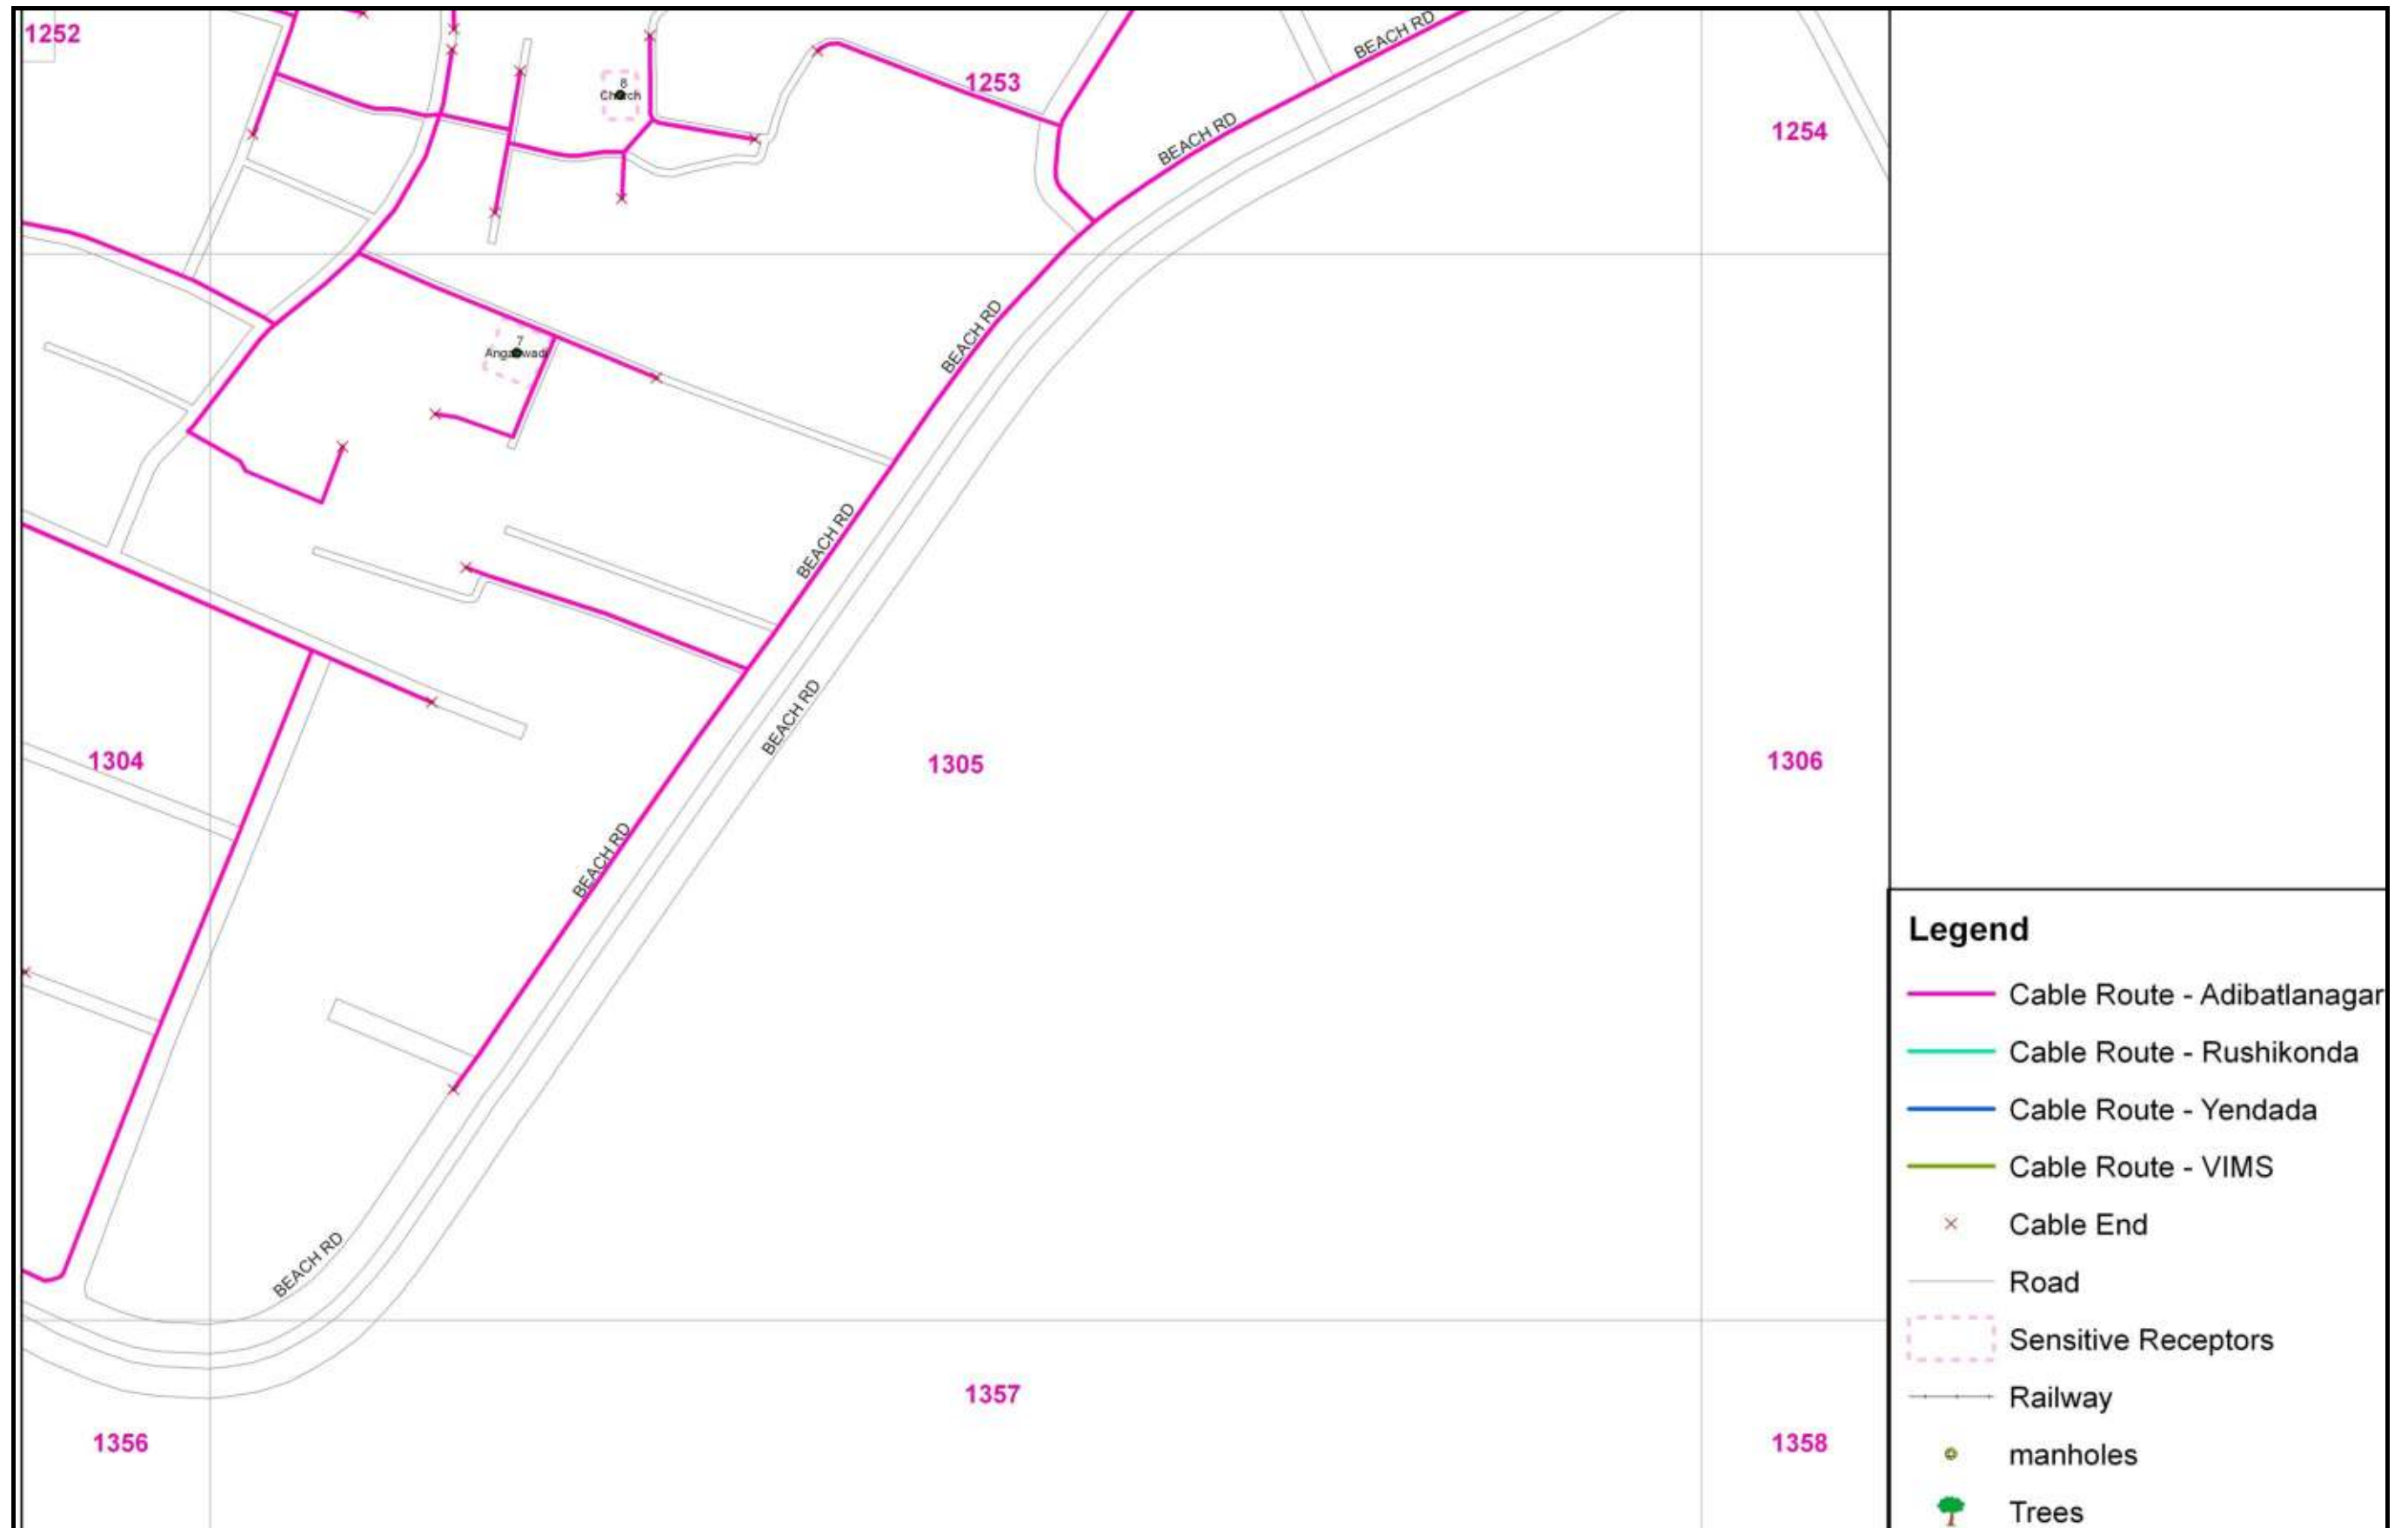 1252
BEACH RD
8
Church
1253
BEACH RD
1254
BEACH RD
7
Anganwadi
BEACH RD
BEACH RD
1304
1305
1306
BEACH RD
Legend
Cable Route - Adibatlanagar
Cable Route - Rushikonda
Cable Route - Yendada
Cable Route - VIMS
Cable End
BEACH RD
Road
Sensitive Receptors
1357
Railway
1356
1358
manholes
Trees